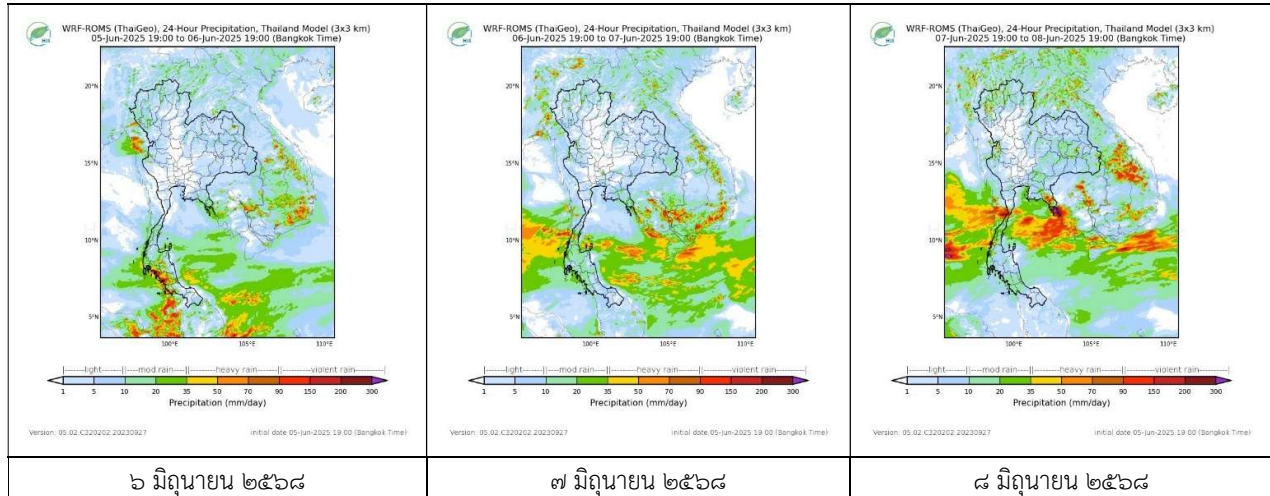 WRF-ROMS (ThaiGeo), 24-Hour Precipitation, Thailand Model (3x3 km)
05-Jun-2025 19:00 to 06-Jun-2025 19:00 (Bangkok Time)
20°N
15°N
10°N
5°N
100°E
105°E
110°E
|--------light--------||----mod rain----||--------heavy rain--------||--------violent rain--------|
1 5 10 20 35 50 70 90 150 200 300
Precipitation (mm/day)
Version: 05.02.C320202 20230927
initial date 05-Jun-2025 19:00 (Bangkok Time)
๖ มิถุนายน ๒๕๖๘
WRF-ROMS (ThaiGeo), 24-Hour Precipitation, Thailand Model (3x3 km)
06-Jun-2025 19:00 to 07-Jun-2025 19:00 (Bangkok Time)
20°N
15°N
10°N
5°N
100°E
105°E
110°E
|--------light--------||----mod rain----||--------heavy rain--------||--------violent rain--------|
1 5 10 20 35 50 70 90 150 200 300
Precipitation (mm/day)
Version: 05.02.C320202 20230927
initial date 05-Jun-2025 19:00 (Bangkok Time)
๗ มิถุนายน ๒๕๖๘
WRF-ROMS (ThaiGeo), 24-Hour Precipitation, Thailand Model (3x3 km)
07-Jun-2025 19:00 to 08-Jun-2025 19:00 (Bangkok Time)
20°N
15°N
10°N
5°N
100°E
105°E
110°E
|--------light--------||----mod rain----||--------heavy rain--------||--------violent rain--------|
1 5 10 20 35 50 70 90 150 200 300
Precipitation (mm/day)
Version: 05.02.C320202 20230927
initial date 05-Jun-2025 19:00 (Bangkok Time)
๘ มิถุนายน ๒๕๖๘